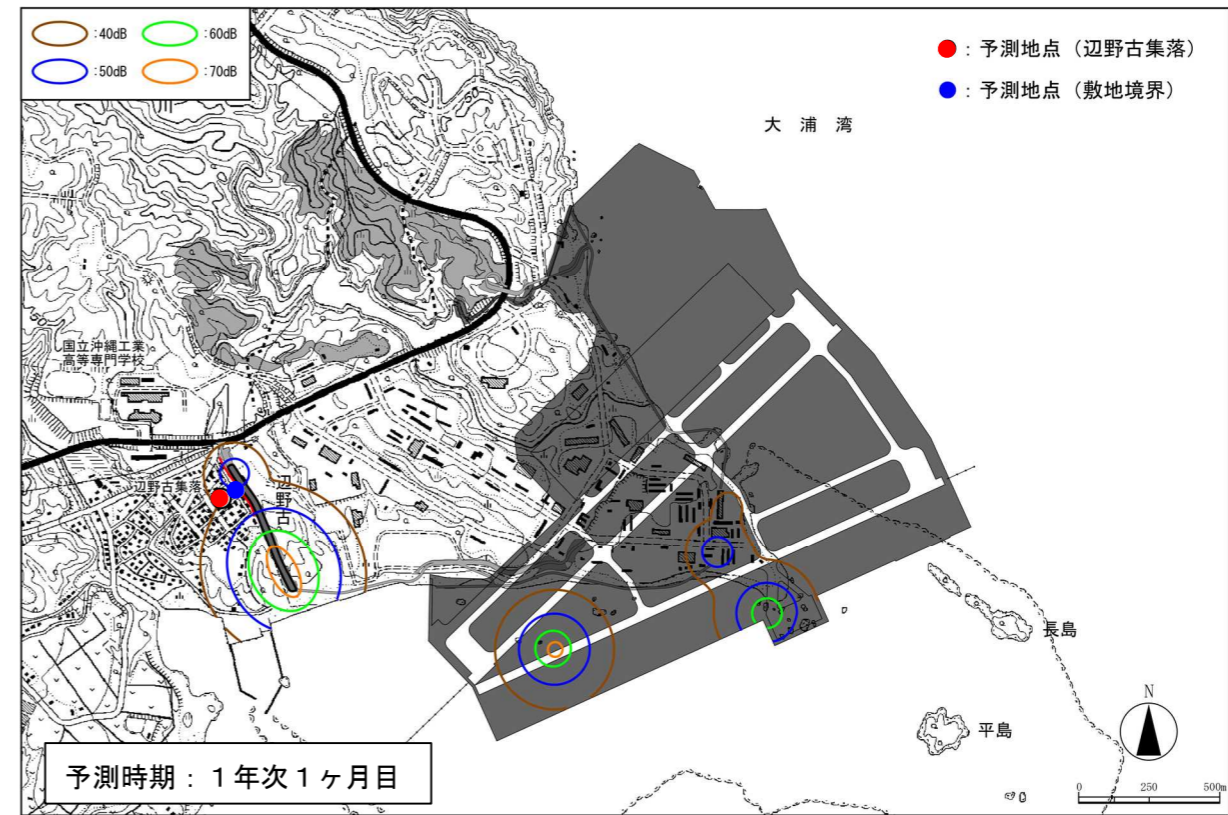 :40dB
:60dB
:50dB
:70dB
●：予測地点（辺野古集落）
●：予測地点（敷地境界）
大浦湾
50
国立沖縄工業
高等専門学校
辺野古集落
辺野古
長島
平島
N
0 250 500m
予測時期：１年次１ヶ月目